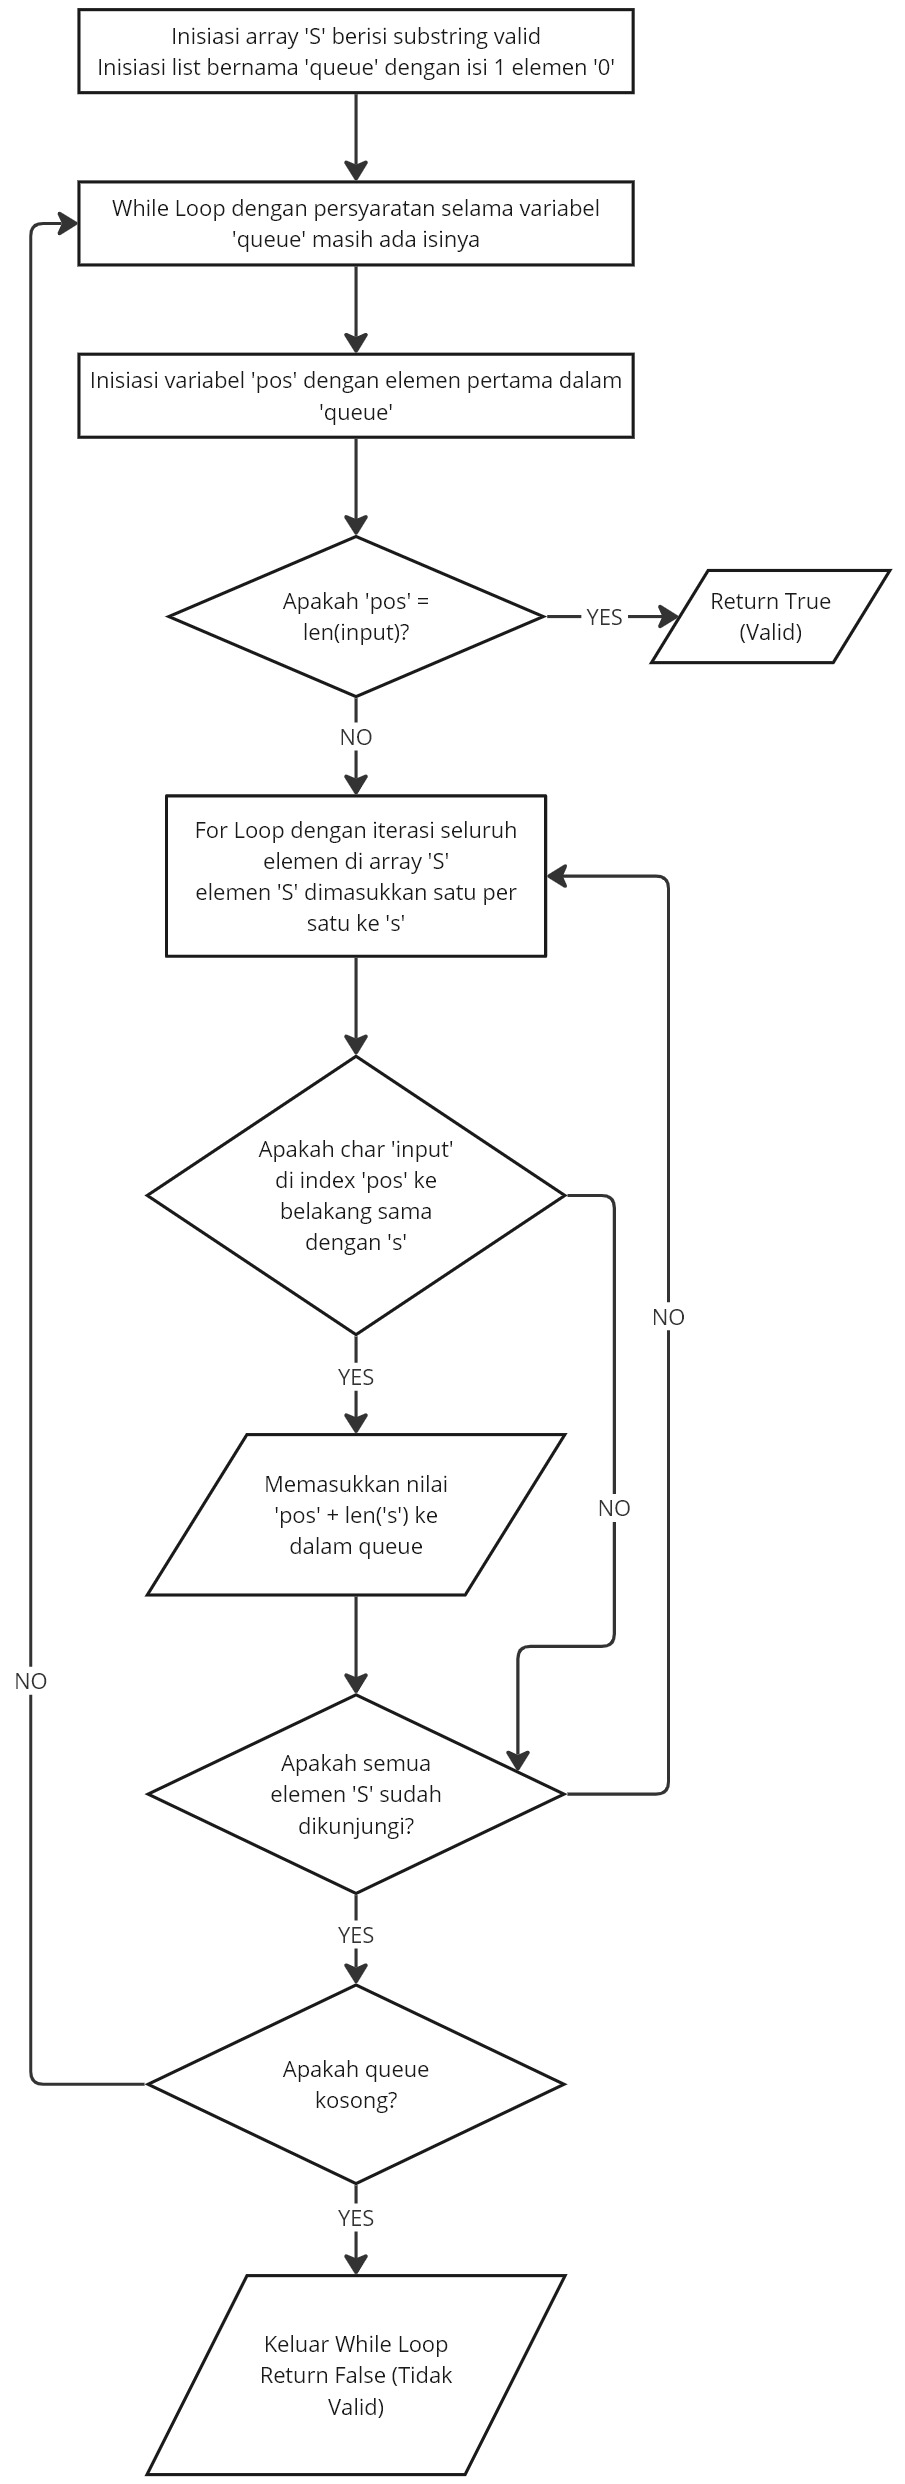 Inisiasi array 'S' berisi substring valid
Inisiasi list bernama 'queue' dengan isi 1 elemen '0'
While Loop dengan persyaratan selama variabel
'queue' masih ada isinya
Inisiasi variabel 'pos' dengan elemen pertama dalam
'queue'
Apakah 'pos' =
len(input)?
YES
Return True
(Valid)
NO
For Loop dengan iterasi seluruh
elemen di array 'S'
elemen 'S' dimasukkan satu per
satu ke 's'
Apakah char 'input'
di index 'pos' ke
belakang sama
dengan 's'
NO
YES
Memasukkan nilai
'pos' + len('s') ke
dalam queue
NO
NO
Apakah semua
elemen 'S' sudah
dikunjungi?
YES
Apakah queue
kosong?
YES
Keluar While Loop
Return False (Tidak
Valid)